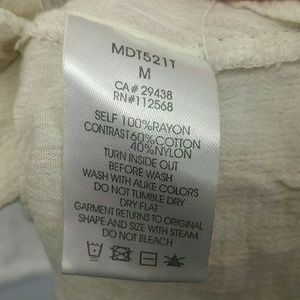 MDT521T
M
CA# 29438
RN#112568
SELF 100%RAYON
CONTRAST60%COTTON
40%NYLON
TURN INSIDE OUT
BEFORE WASH
WASH WITH ALIKE COLORS
DO NOT TUMBLE DRY
DRY FLAT
GARMENT RETURNS TO ORIGINAL
SHAPE AND SIZE WITH STEAM
DO NOT BLEACH